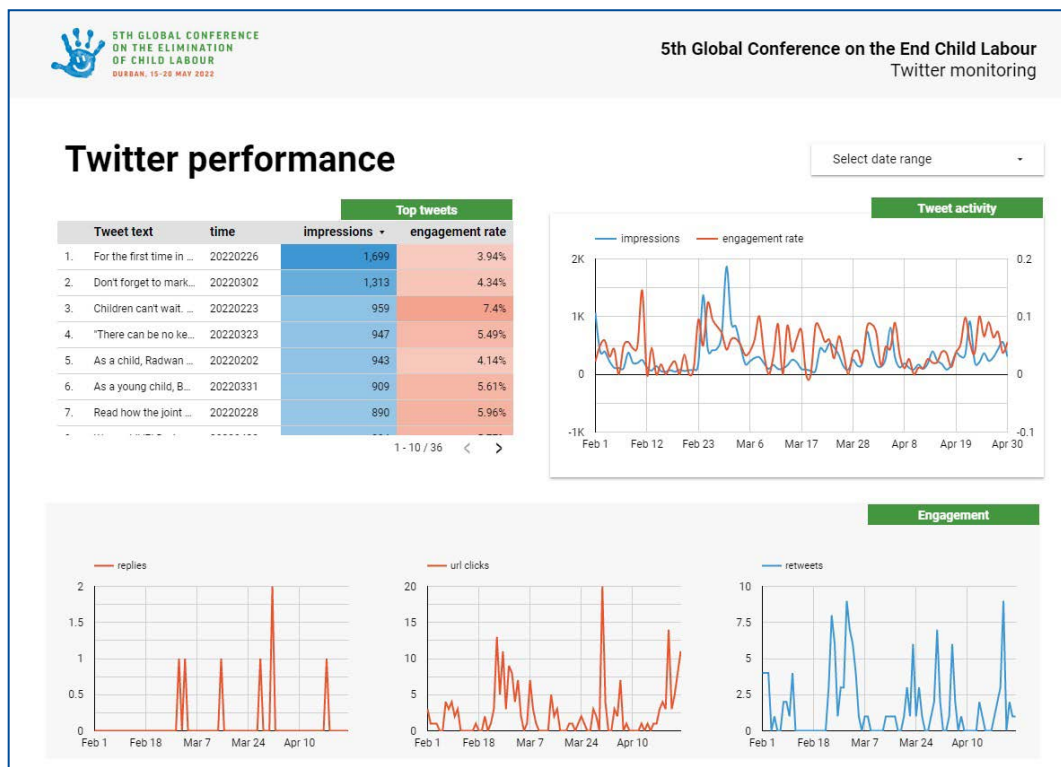 5TH GLOBAL CONFERENCE
ON THE ELIMINATION
OF CHILD LABOUR
DURBAN, 15-20 MAY 2022
5th Global Conference on the End Child Labour
Twitter monitoring
Twitter performance
Select date range
Top tweets
Tweet text time impressions engagement rate
1. For the first time in ... 20220226 1,699 3.94%
2. Don't forget to mark... 20220302 1,313 4.34%
3. Children can't wait. ... 20220223 959 7.4%
4. "There can be no ke... 20220323 947 5.49%
5. As a child, Radwan ... 20220202 943 4.14%
6. As a young child, B... 20220331 909 5.61%
7. Read how the joint ... 20220228 890 5.96%
1 - 10 / 36 < >
Tweet activity
impressions engagement rate
2K 0.2
1K 0.1
0 0
-1K -0.1
Feb 1 Feb 12 Feb 23 Mar 6 Mar 17 Mar 28 Apr 8 Apr 19 Apr 30
Engagement
replies
2
1.5
1
0.5
0
Feb 1 Feb 18 Mar 7 Mar 24 Apr 10
url clicks
20
15
10
5
0
Feb 1 Feb 18 Mar 7 Mar 24 Apr 10
retweets
10
7.5
5
2.5
0
Feb 1 Feb 18 Mar 7 Mar 24 Apr 10